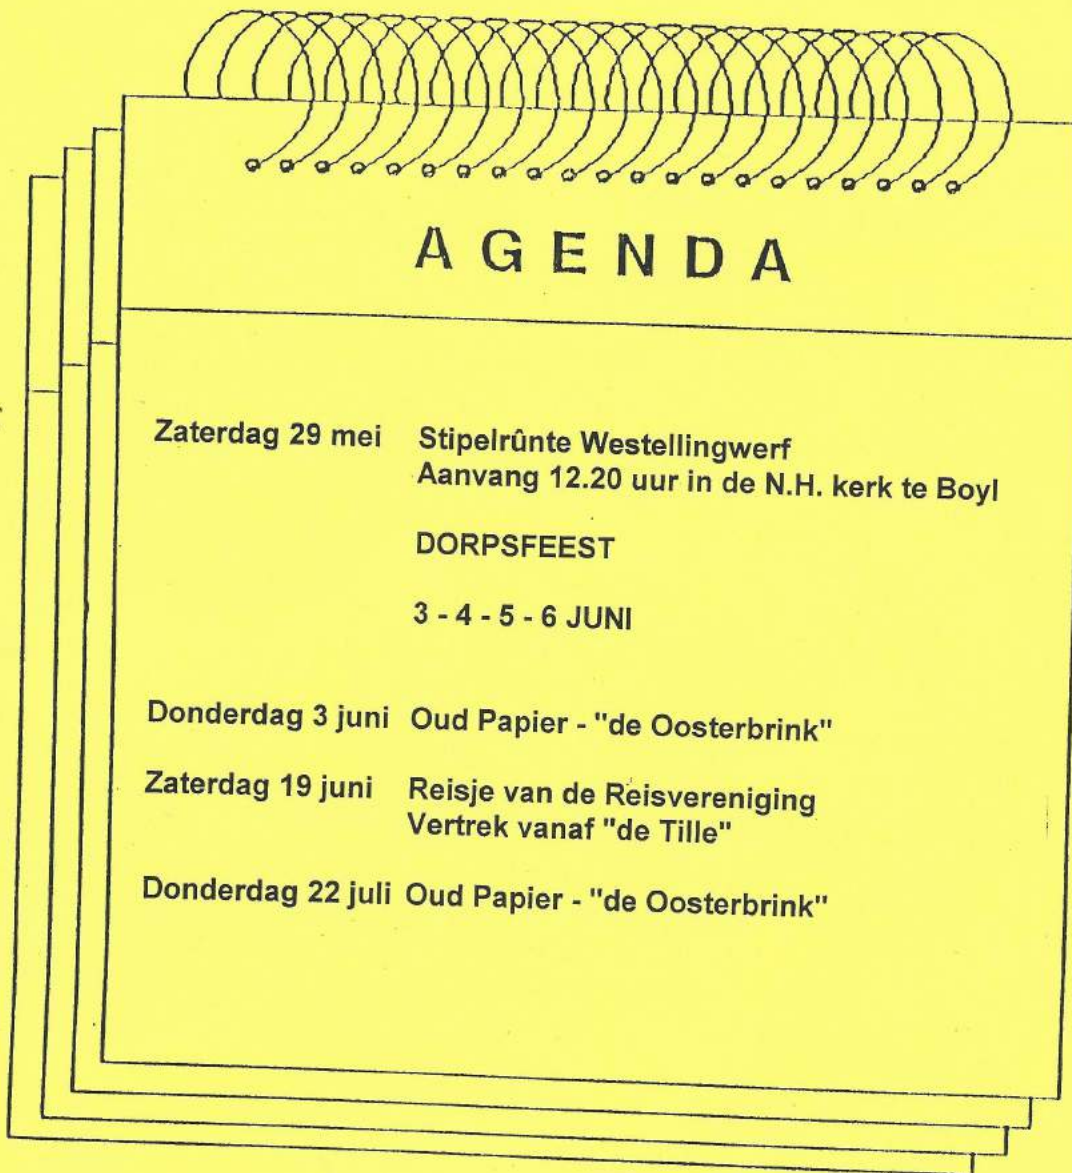 AGENDA
Zaterdag 29 mei Stipelrûnte Westellingwerf
Aanvang 12.20 uur in de N.H. kerk te Boyl
DORPSFEEST
3 - 4 - 5 - 6 JUNI
Donderdag 3 juni Oud Papier - "de Oosterbrink"
Zaterdag 19 juni Reisje van de Reisvereniging
Vertrek vanaf "de Tille"
Donderdag 22 juli Oud Papier - "de Oosterbrink"